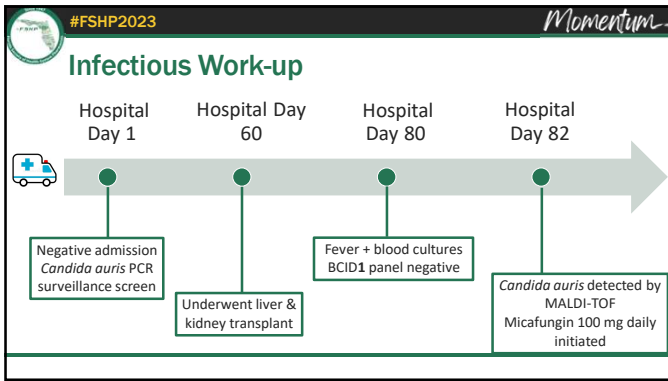 #FSHP2023
Momentum
FSHP
Infectious Work-up
Hospital
Day 1
Hospital Day
60
Hospital
Day 80
Hospital
Day 82
Negative admission
Candida auris PCR
surveillance screen
Underwent liver &
kidney transplant
Fever + blood cultures
BCID1 panel negative
Candida auris detected by
MALDI-TOF
Micafungin 100 mg daily
initiated